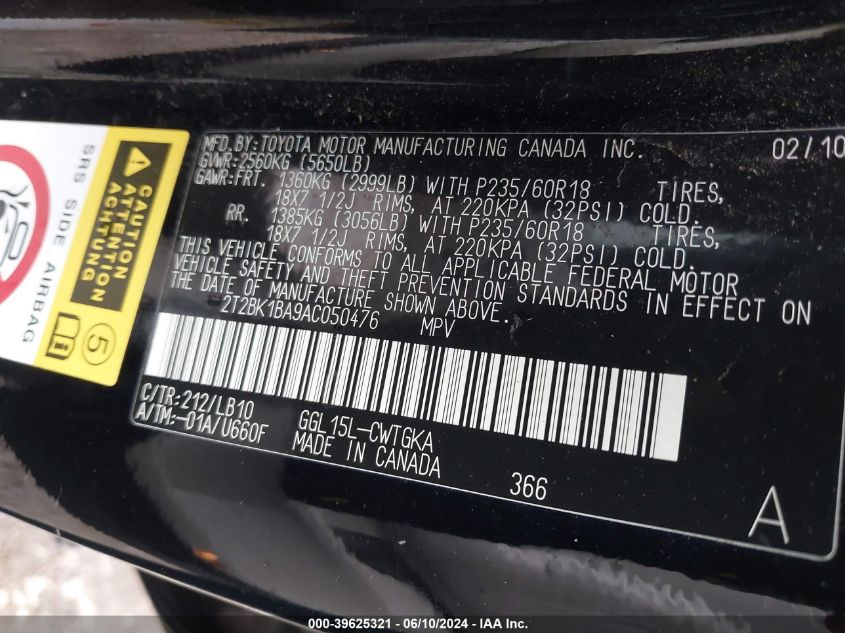 MFD.BY:TOYOTA MOTOR MANUFACTURING CANADA INC. 02/10
GVWR:2560KG (5650LB)
GAWR:FRT. 1360KG (2999LB) WITH P235/60R18 TIRES,
18X7 1/2J RIMS, AT 220KPA (32PSI) COLD.
RR. 1385KG (3056LB) WITH P235/60R18 TIRES,
18X7 1/2J RIMS, AT 220KPA (32PSI) COLD.
THIS VEHICLE CONFORMS TO ALL APPLICABLE FEDERAL MOTOR
VEHICLE SAFETY AND THEFT PREVENTION STANDARDS IN EFFECT ON
THE DATE OF MANUFACTURE SHOWN ABOVE.
2T2BK1BA9AC050476 MPV
C/TR:212/LB10
A/TM:-01A/U660F
GGL15L-CWTGKA
MADE IN CANADA
366
A
CAUTION
ATTENTION
ACHTUNG
SRS SIDE AIRBAG
5
i
000-39625321 - 06/10/2024 - IAA Inc.